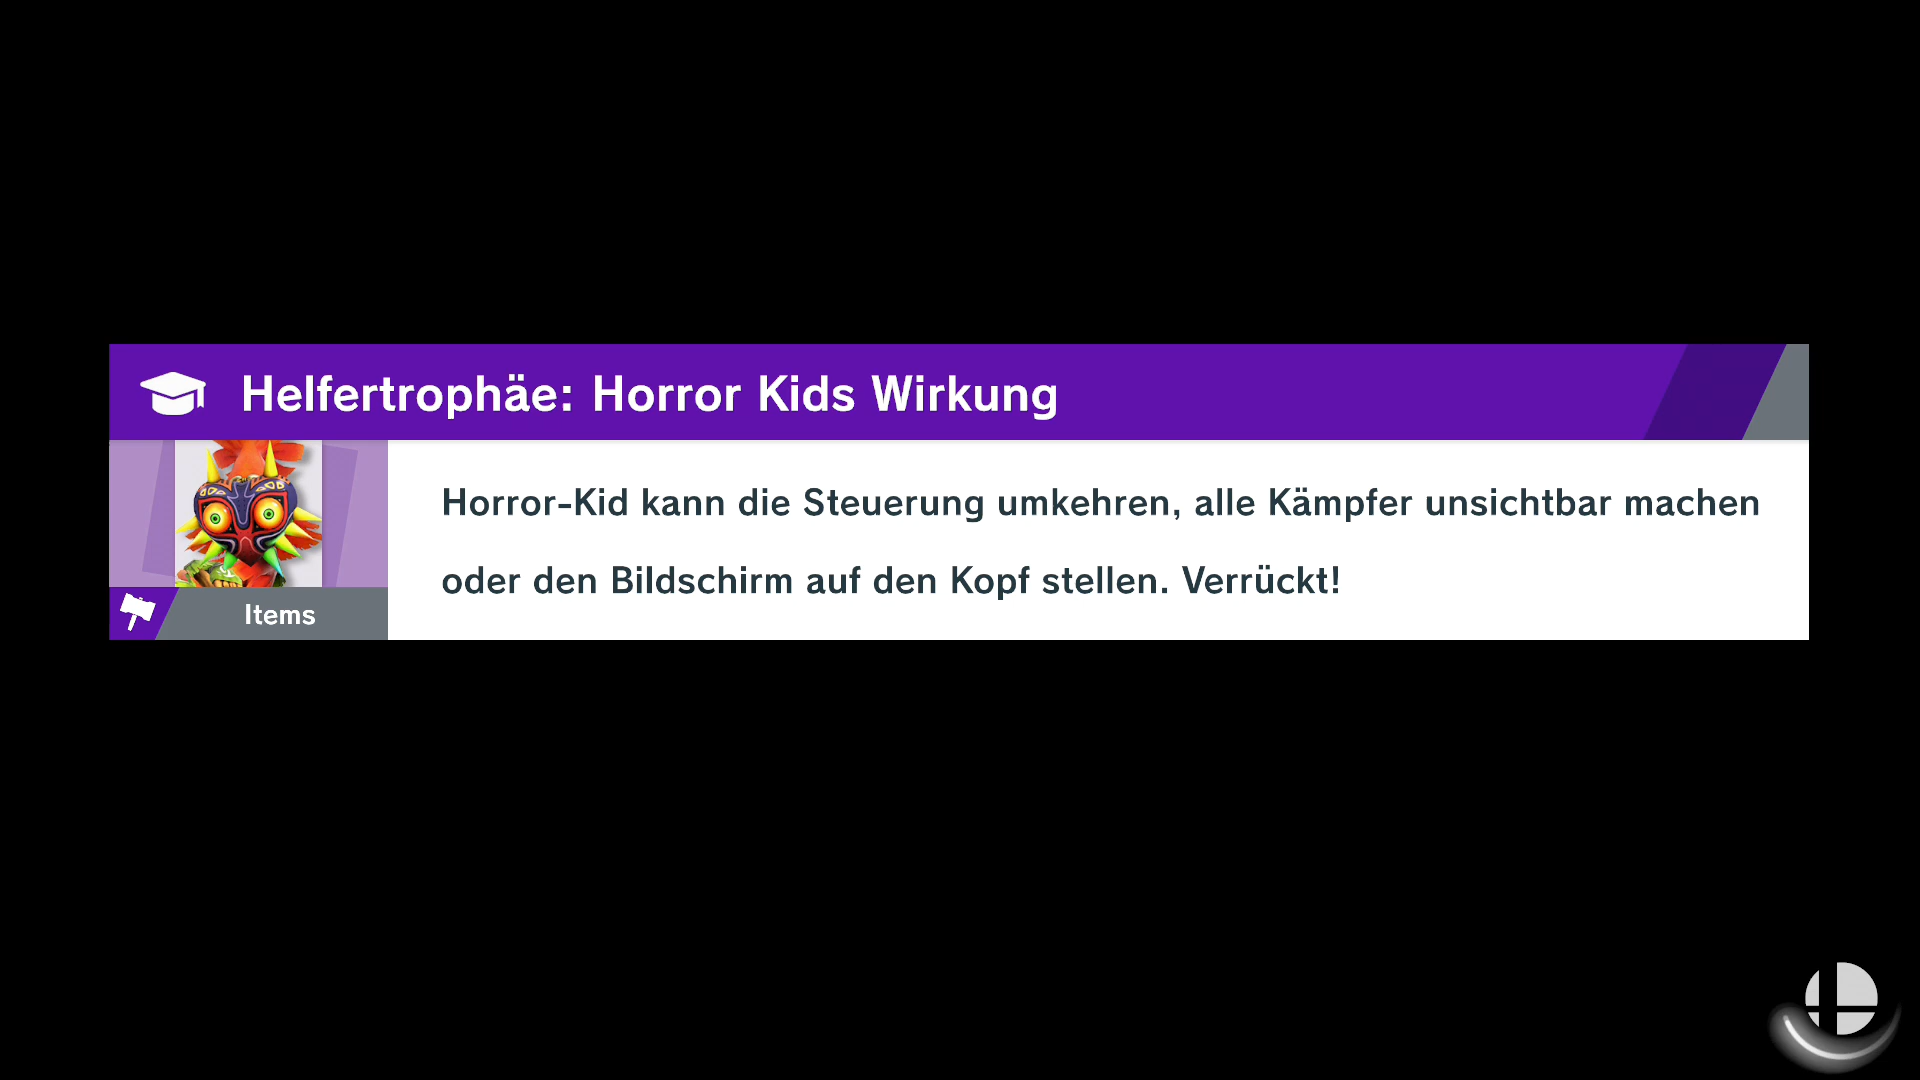 Helfertrophäe: Horror Kids Wirkung
Horror-Kid kann die Steuerung umkehren, alle Kämpfer unsichtbar machen
oder den Bildschirm auf den Kopf stellen. Verrückt!
Items